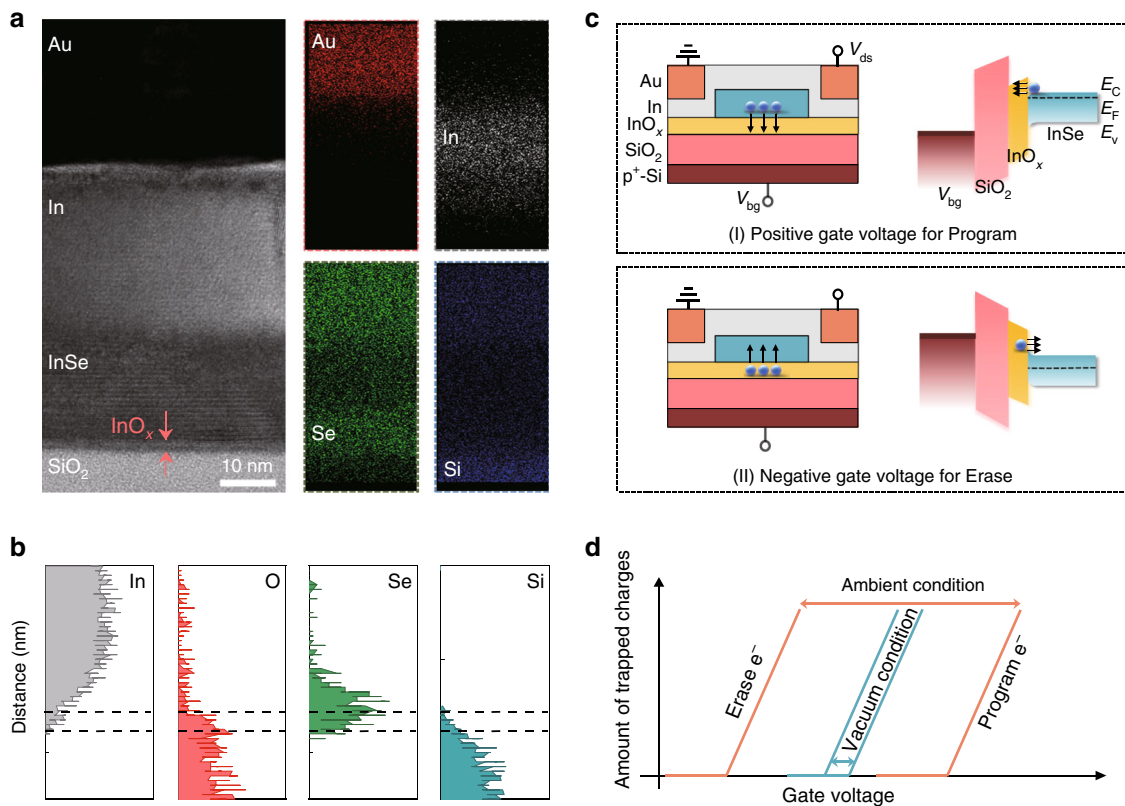 a
Au
In
InSe
InOx
SiO2
10 nm
Au
In
Se
Si
b
Distance (nm)
In
O
Se
Si
c
Vds
Au
In
InOx
SiO2
p+-Si
Vbg
EC
EF
Ev
InSe
InOx
SiO2
Vbg
(I) Positive gate voltage for Program
(II) Negative gate voltage for Erase
d
Amount of trapped charges
Ambient condition
Erase e−
Vacuum condition
Program e−
Gate voltage